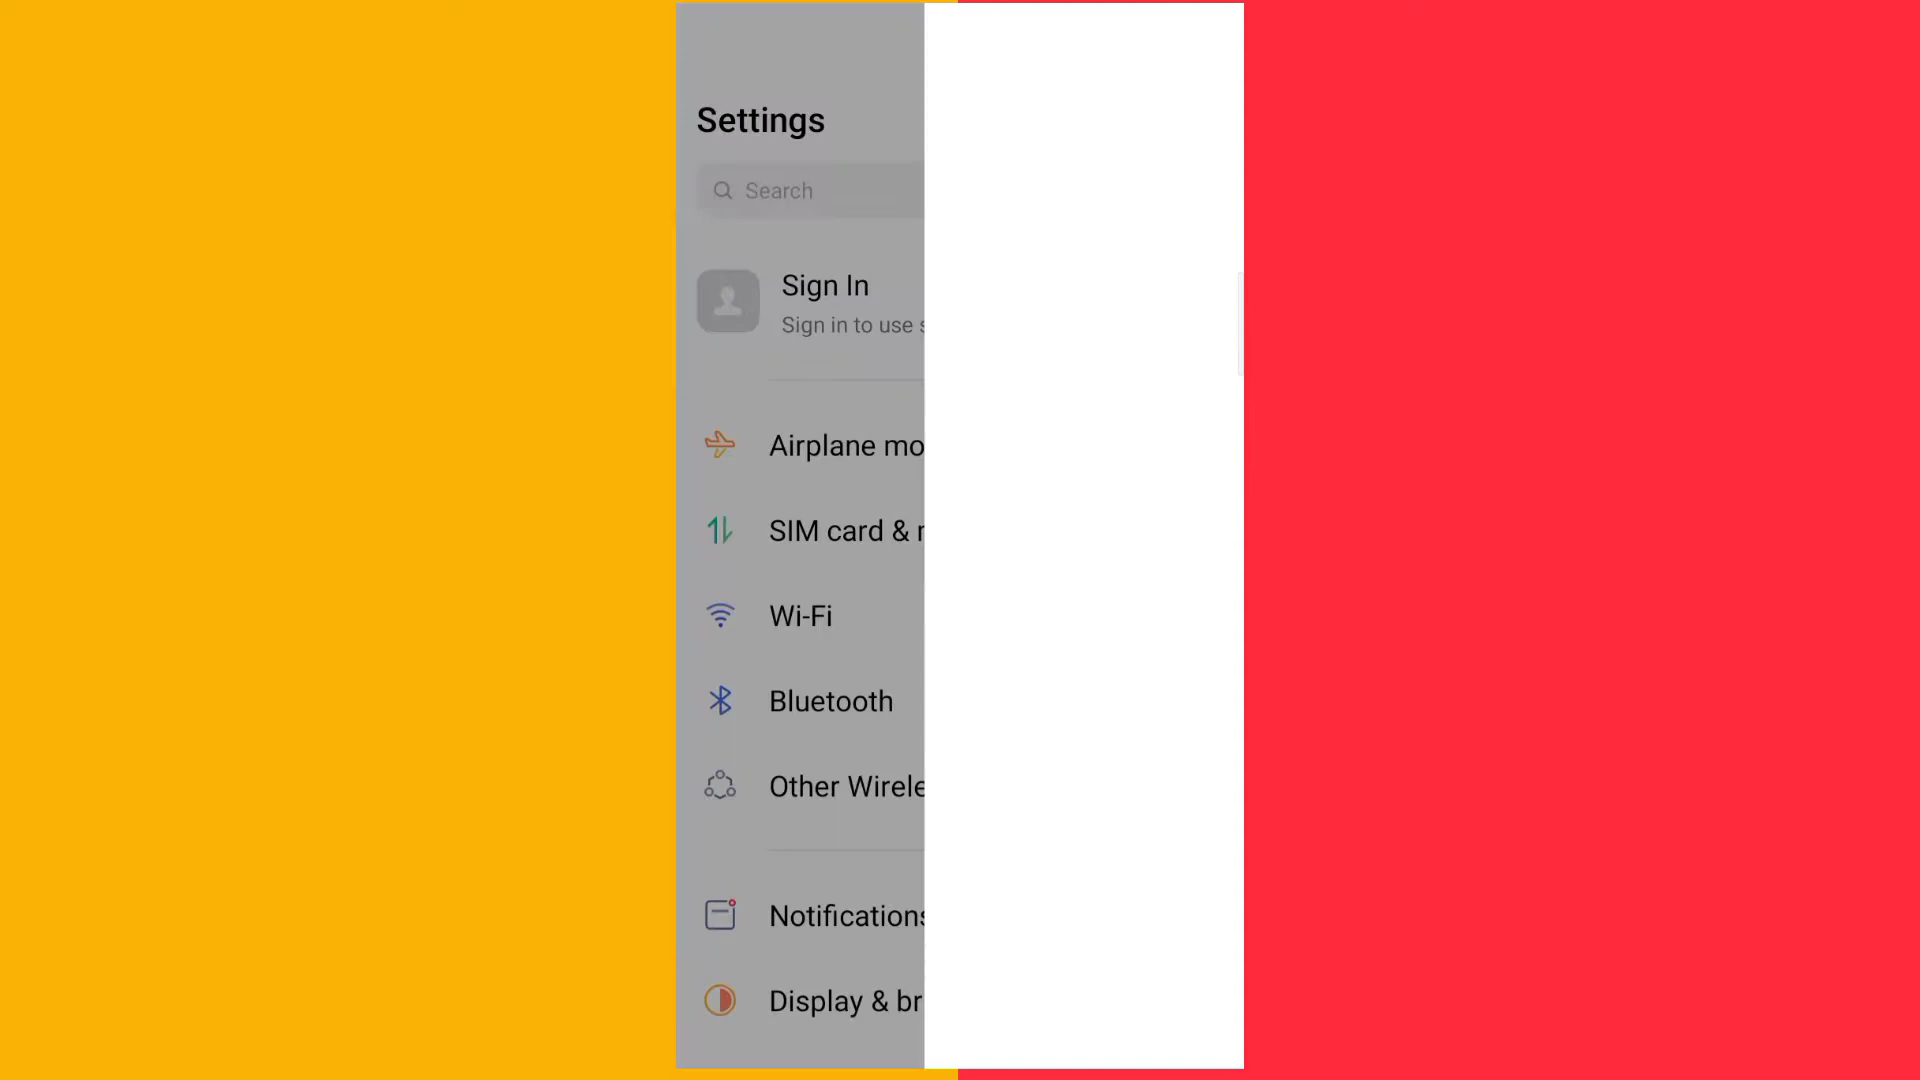 Settings
Search
Sign In
Sign in to use
Airplane mo
SIM card &
Wi-Fi
Bluetooth
Other Wirele
Notifications
Display & br